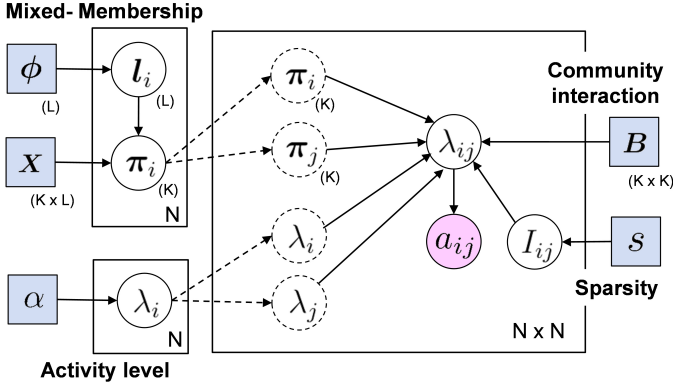 Mixed- Membership
ϕ
(L)
l_i
(L)
X
(K x L)
π_i
(K)
N
α
λ_i
N
Activity level
π_i
(K)
π_j
(K)
λ_i
λ_j
λ_ij
a_ij
I_ij
N x N
Community
interaction
B
(K x K)
s
Sparsity